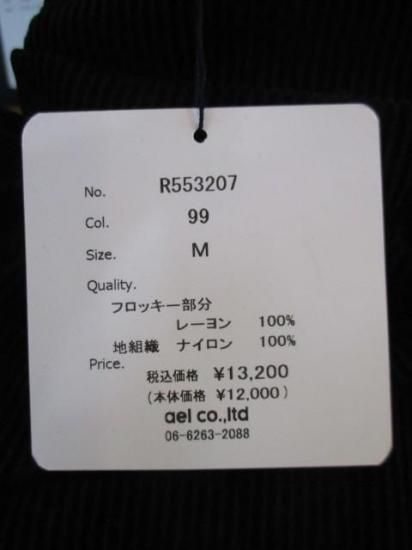 No. R553207
Col. 99
Size. M
Quality.
フロッキー部分
レーヨン 100%
地組織 ナイロン 100%
Price.
税込価格 ¥13,200
(本体価格 ¥12,000)
ael co.,ltd
06-6263-2088